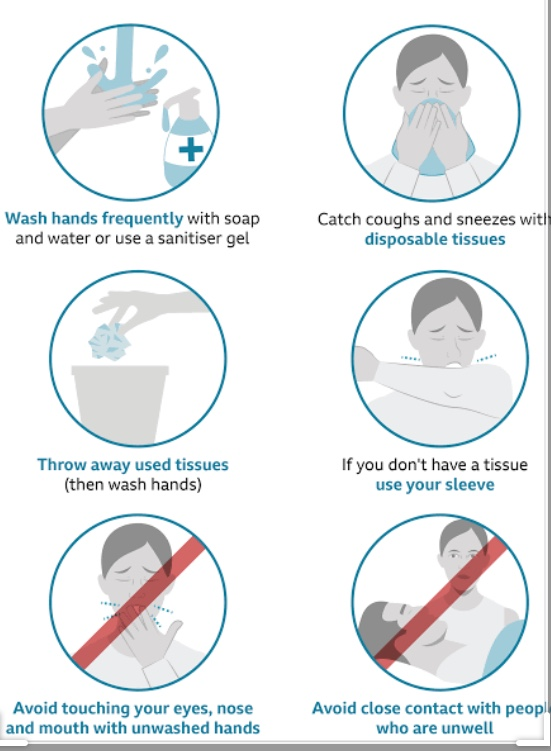 Wash hands frequently with soap
and water or use a sanitiser gel
Catch coughs and sneezes with
disposable tissues
Throw away used tissues
(then wash hands)
If you don't have a tissue
use your sleeve
Avoid touching your eyes, nose
and mouth with unwashed hands
Avoid close contact with peopl
who are unwell